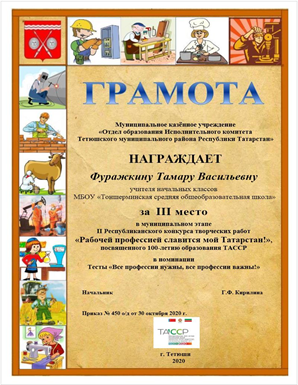 ГРАМОТА
Муниципальное казённое учреждение
«Отдел образования Исполнительного комитета
Тетюшского муниципального района Республики Татарстан»
НАГРАЖДАЕТ
Фуражкину Тамару Васильевну
учителя начальных классов
МБОУ «Тоншерминская средняя общеобразовательная школа»
за III место
в муниципальном этапе
II Республиканского конкурса творческих работ
«Рабочей профессией славится мой Татарстан!»,
посвященного 100-летию образования ТАССР
в номинации
Тесты «Все профессии нужны, все профессии важны!»
Начальник Г.Ф. Кирилина
Приказ № 450 о/д от 30 октября 2020 г.
ТАССР
г. Тетюши
2020